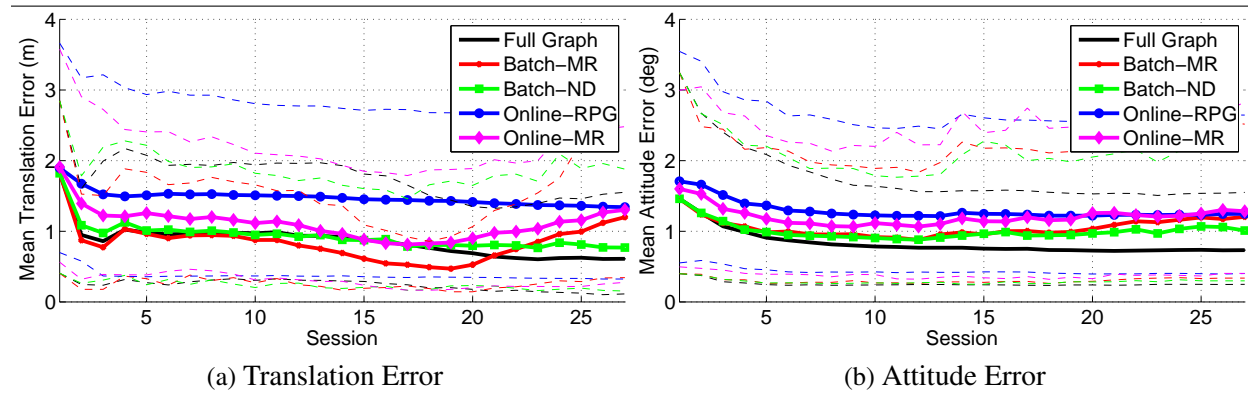 4
3
2
1
0
Mean Translation Error (m)
5
10
15
20
25
Session
Full Graph
Batch−MR
Batch−ND
Online−RPG
Online−MR
(a) Translation Error
4
3
2
1
0
Mean Attitude Error (deg)
5
10
15
20
25
Session
Full Graph
Batch−MR
Batch−ND
Online−RPG
Online−MR
(b) Attitude Error